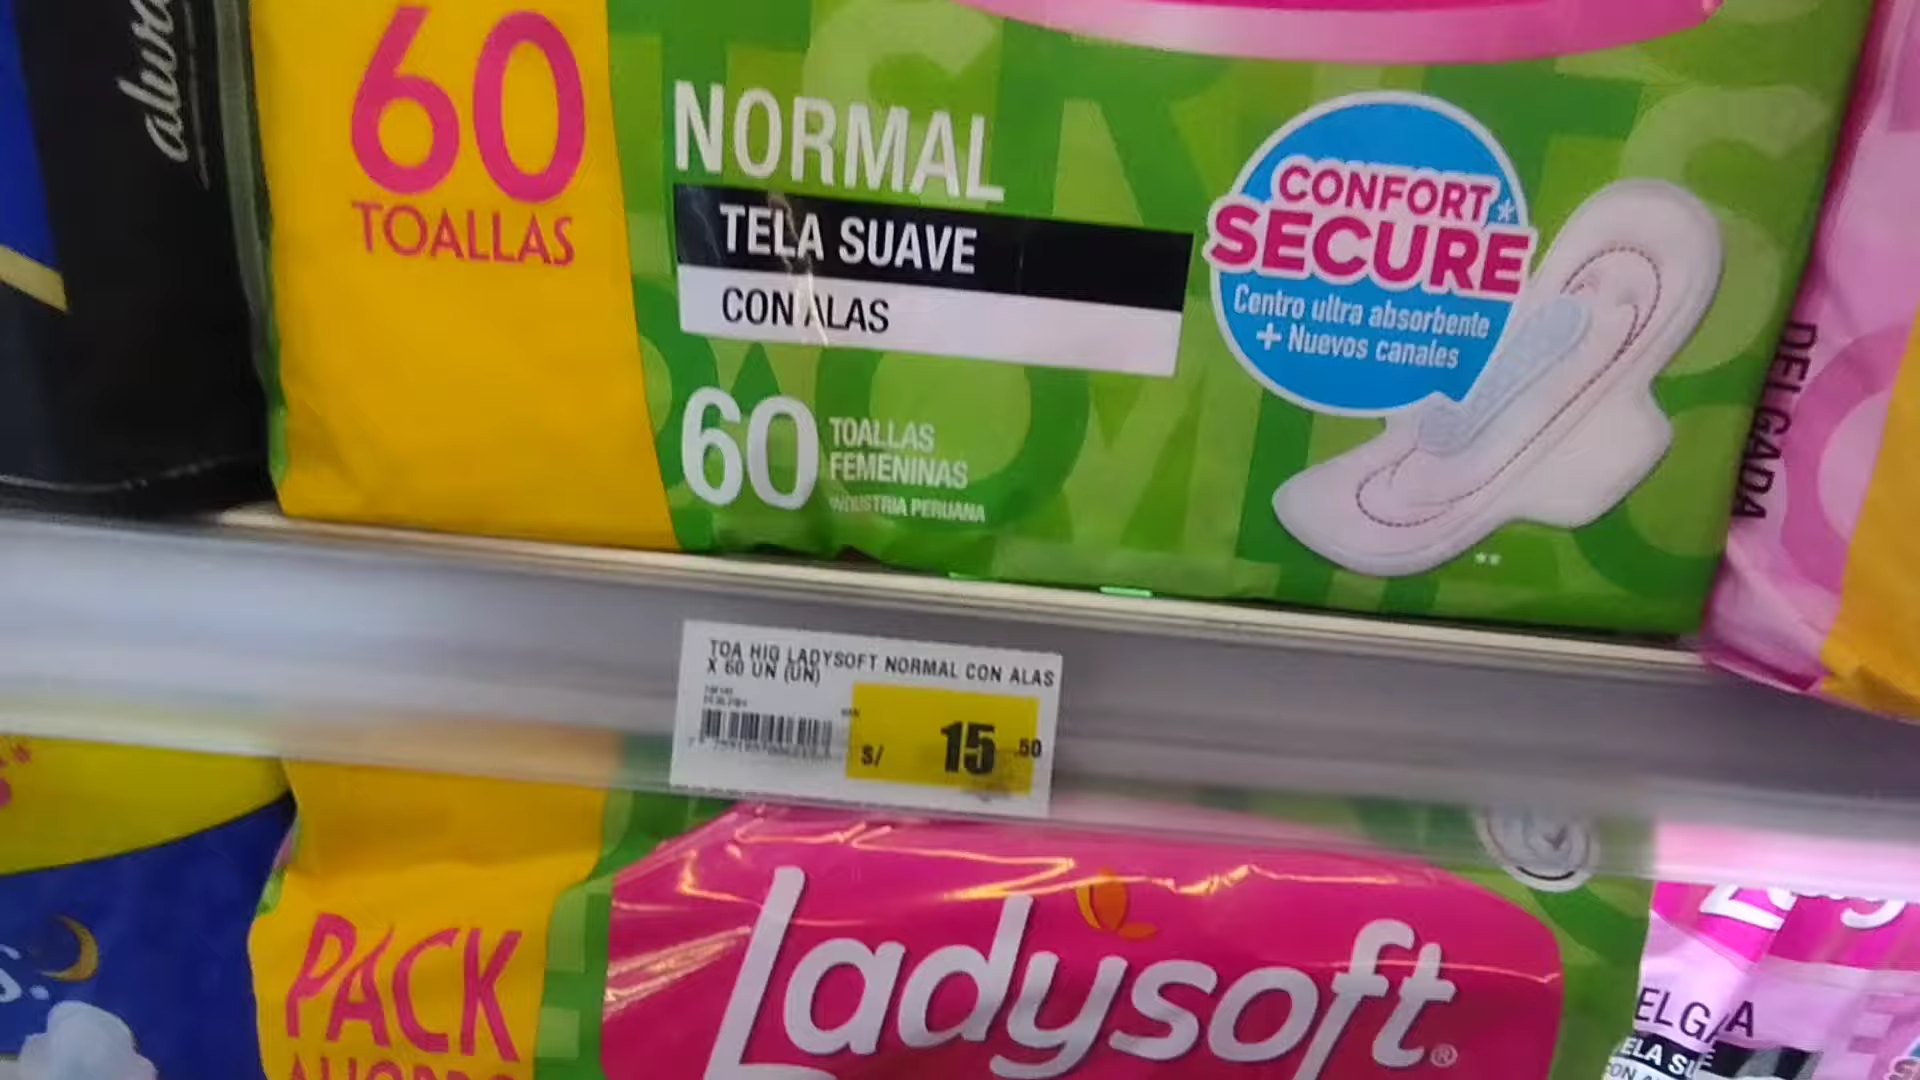 60
TOALLAS
NORMAL
TELA SUAVE
CON ALAS
60
TOALLAS
FEMENINAS
INDUSTRIA PERUANA
CONFORT
SECURE
Centro ultra absorbente
+ Nuevos canales
DELGADA
TOA HIG LADYSOFT NORMAL CON ALAS
X 60 UN (UN)
S/ 15.50
PACK
Ladysoft®